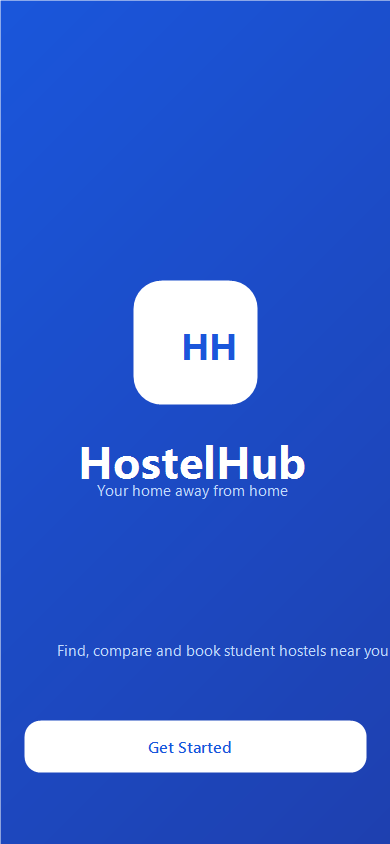 HH
HostelHub
Your home away from home
Find, compare and book student hostels near you
Get Started